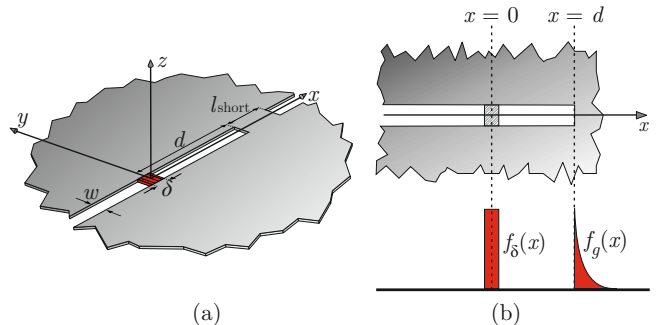 z
x
y
l_short
d
w
δ
(a)
x = 0
x = d
x
f_δ(x)
f_g(x)
(b)